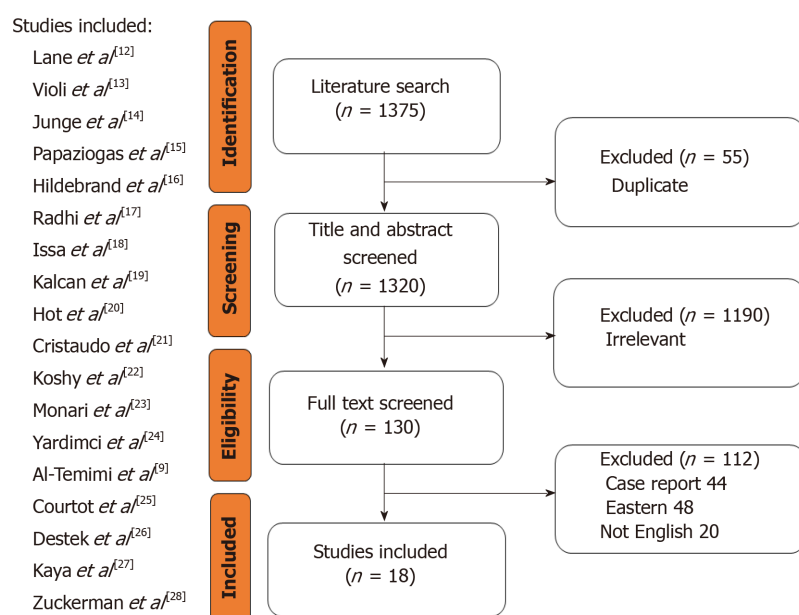 Studies included:
Lane et al[12]
Violi et al[13]
Junge et al[14]
Papaziogas et al[15]
Hildebrand et al[16]
Radhi et al[17]
Issa et al[18]
Kalcan et al[19]
Hot et al[20]
Cristaudo et al[21]
Koshy et al[22]
Monari et al[23]
Yardimci et al[24]
Al-Temimi et al[9]
Courtot et al[25]
Destek et al[26]
Kaya et al[27]
Zuckerman et al[28]
Identification
Screening
Eligibility
Included
Literature search
(n = 1375)
Excluded (n = 55)
Duplicate
Title and abstract
screened
(n = 1320)
Excluded (n = 1190)
Irrelevant
Full text screened
(n = 130)
Excluded (n = 112)
Case report 44
Eastern 48
Not English 20
Studies included
(n = 18)